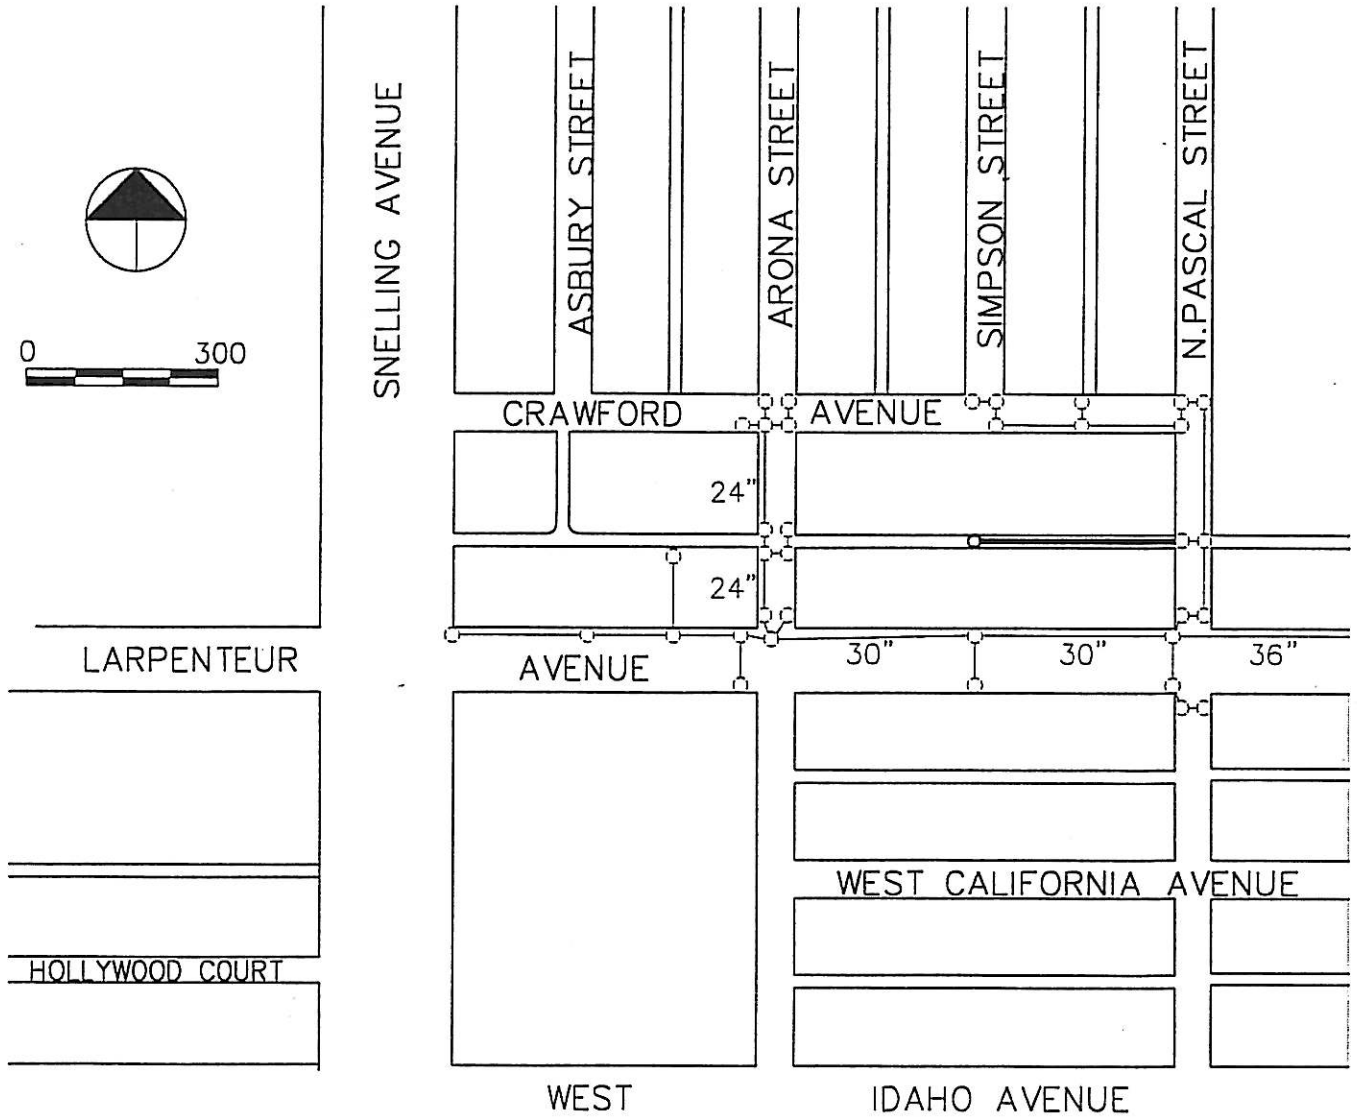 SNELLING AVENUE
ASBURY STREET
ARONA STREET
SIMPSON STREET
N.PASCAL STREET
0 300
CRAWFORD AVENUE
24"
24"
LARPENTEUR AVENUE
30" 30" 36"
WEST CALIFORNIA AVENUE
HOLLYWOOD COURT
WEST IDAHO AVENUE